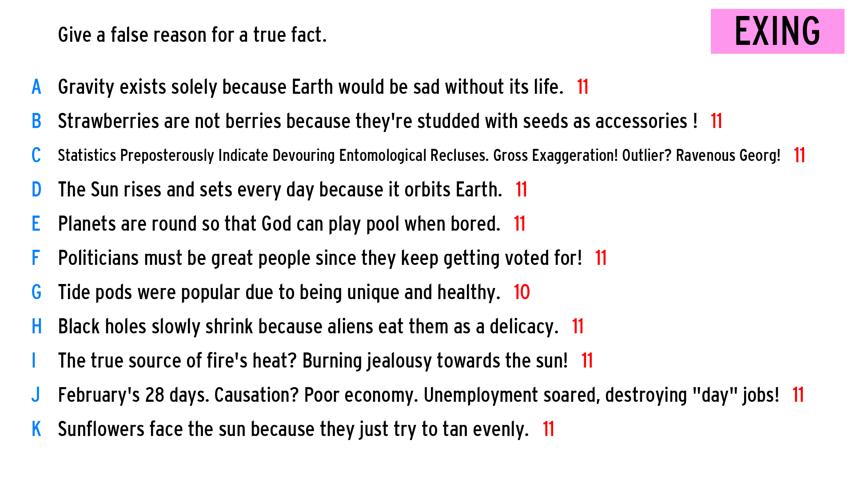 Give a false reason for a true fact.
EXING
A Gravity exists solely because Earth would be sad without its life. 11
B Strawberries are not berries because they're studded with seeds as accessories ! 11
C Statistics Preposterously Indicate Devouring Entomological Recluses. Gross Exaggeration! Outlier? Ravenous Georg! 11
D The Sun rises and sets every day because it orbits Earth. 11
E Planets are round so that God can play pool when bored. 11
F Politicians must be great people since they keep getting voted for! 11
G Tide pods were popular due to being unique and healthy. 10
H Black holes slowly shrink because aliens eat them as a delicacy. 11
I The true source of fire's heat? Burning jealousy towards the sun! 11
J February's 28 days. Causation? Poor economy. Unemployment soared, destroying "day" jobs! 11
K Sunflowers face the sun because they just try to tan evenly. 11